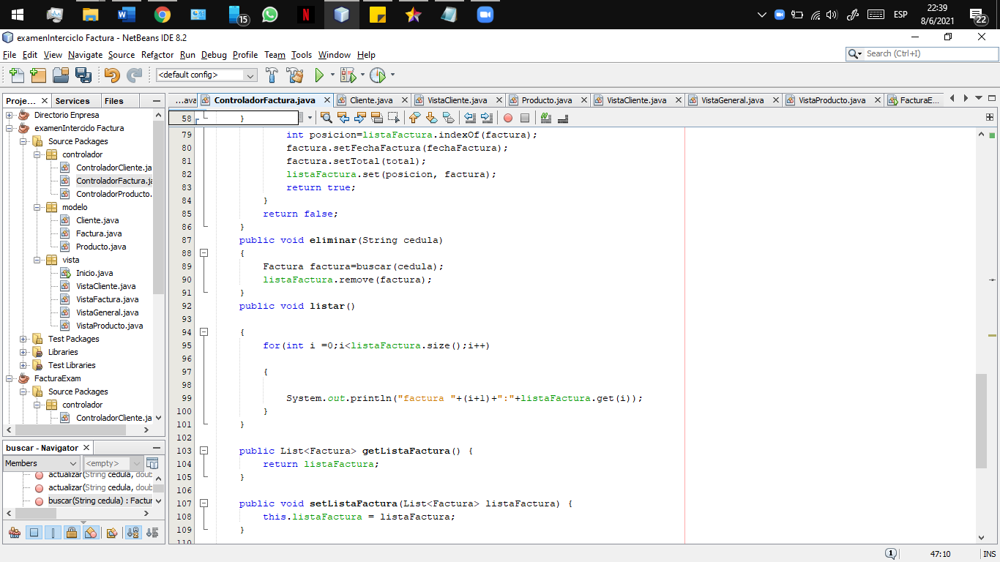 15
ESP
22:39
8/6/2021
22
examenInterciclo Factura - NetBeans IDE 8.2
File Edit View Navigate Source Refactor Run Debug Profile Team Tools Window Help
Search (Ctrl+I)
<default config>
Proje... Services Files
...ava ControladorFactura.java Cliente.java VistaCliente.java Producto.java VistaCliente.java VistaGeneral.java VistaProducto.java FacturaE...
Directorio Enpresa
examenInterciclo Factura
Source Packages
controlador
ControladorCliente.ja
ControladorFactura.ja
ControladorProducto.
modelo
Cliente.java
Factura.java
Producto.java
vista
Inicio.java
VistaCliente.java
VistaFactura.java
VistaGeneral.java
VistaProducto.java
Test Packages
Libraries
Test Libraries
FacturaExam
Source Packages
controlador
ControladorCliente.ja
buscar - Navigator
Members <empty>
actualizar(String cedula, doub
actualizar(String cedula, doub
buscar(String cedula) : Factur
58 }
79 int posicion=listaFactura.indexOf(factura);
80 factura.setFechaFactura(fechaFactura);
81 factura.setTotal(total);
82 listaFactura.set(posicion, factura);
83 return true;
84 }
85 return false;
86 }
87 public void eliminar(String cedula)
88 {
89 Factura factura=buscar(cedula);
90 listaFactura.remove(factura);
91 }
92 public void listar()
93
94 {
95 for(int i =0;i<listaFactura.size();i++)
96
97 {
98
99 System.out.println("factura "+(i+1)+":"+listaFactura.get(i));
100 }
101 }
102
103 public List<Factura> getListaFactura() {
104 return listaFactura;
105 }
106
107 public void setListaFactura(List<Factura> listaFactura) {
108 this.listaFactura = listaFactura;
109 }
110
1
47:10
INS